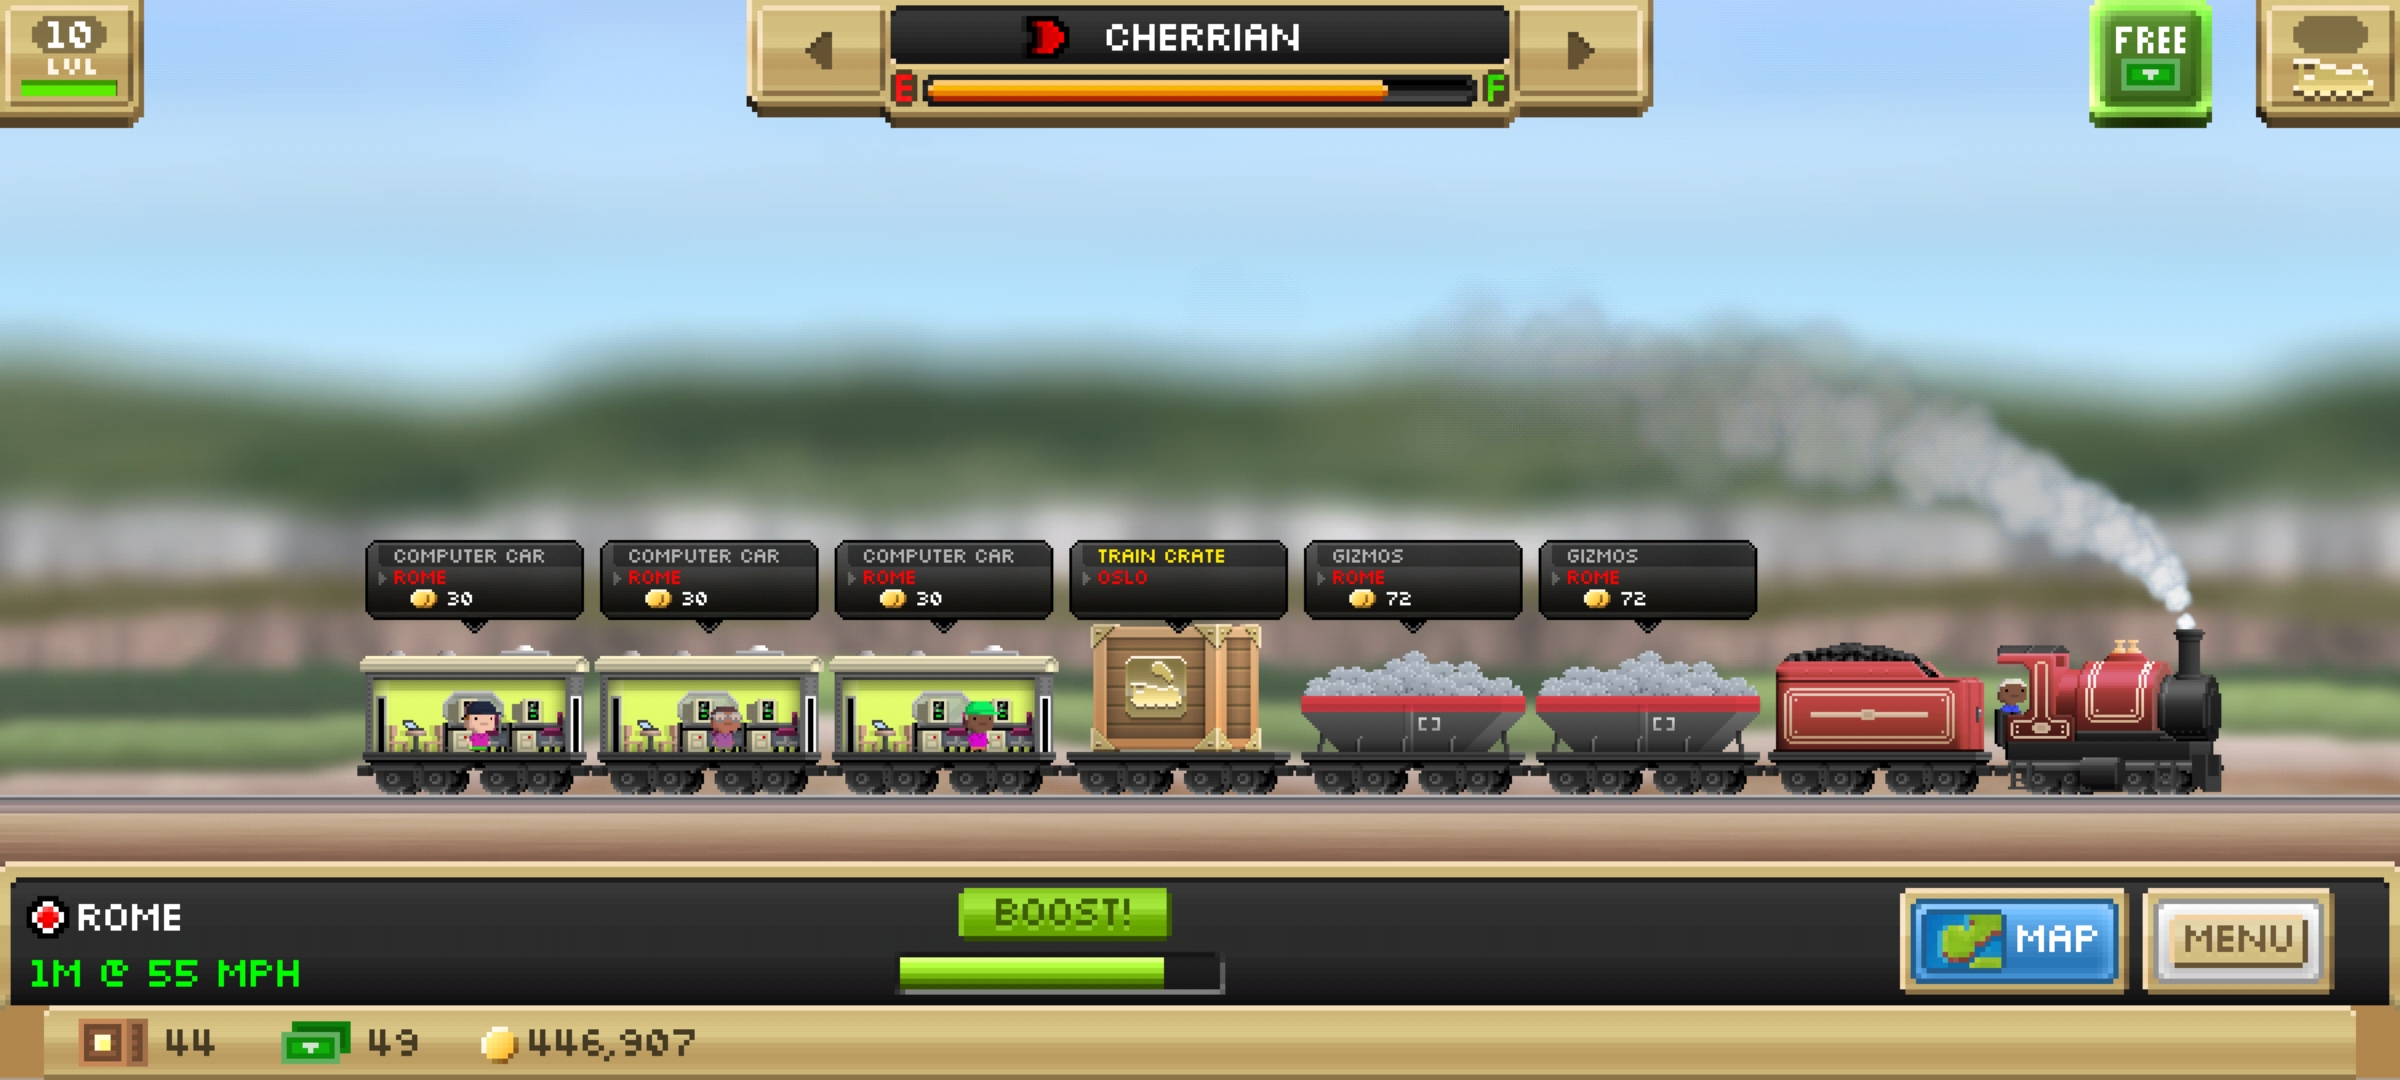 10
LVL
CHERRIAN
E
F
FREE
COMPUTER CAR
ROME
30
COMPUTER CAR
ROME
30
COMPUTER CAR
ROME
30
TRAIN CRATE
OSLO
GIZMOS
ROME
72
GIZMOS
ROME
72
ROME
1M @ 55 MPH
BOOST!
MAP
MENU
44
49
446,907